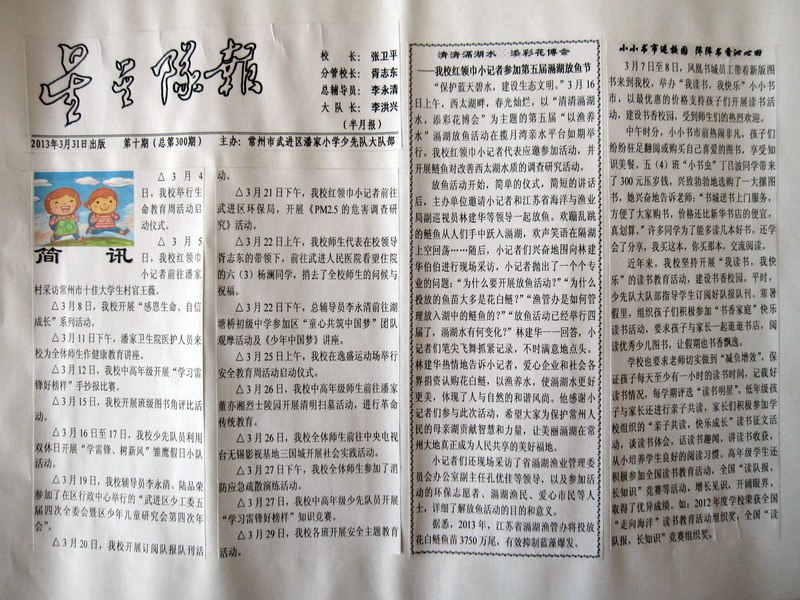 星星隊報
校　长：张卫平
分管校长：胥志东
总辅导员：李永清
大 队 长：李洪兴
（半月报）
2013年3月31日出版　第十期（总第300期）　主办：常州市武进区潘家小学少先队大队部
简　讯
△3月4
日，我校举行生
命教育周活动启
动仪式。
△3月5
日，我校红领巾
小记者前往潘家
村采访常州市十佳大学生村官王薇。
△3月8日，我校开展“感恩生命、自信
成长”系列活动。
△3月11日下午，潘家卫生院医护人员来
校为全体师生作健康教育讲座。
△3月12日，我校中高年级开展“学习雷
锋好榜样”手抄报比赛。
△3月15日，我校开展班级图书角评比活
动。
△3月16日至17日，我校少先队员利用
双休日开展“学雷锋、树新风”雏鹰假日小队
活动。
△3月19日，我校辅导员李永清、陆品荣
参加了在区行政中心举行的“武进区少工委五
届四次全委会暨区少年儿童研究会第四次年
会”。
△3月20日，我校开展订阅队报队刊活
动。
△3月21日下午，我校红领巾小记者前往
武进区环保局，开展《PM2.5的危害调查研
究》活动。
△3月22日上午，我校师生代表在校领导
胥志东的带领下，前往武进人民医院看望住院
的六（3）杨澜同学，捎去了全校师生的问候与
祝福。
△3月22日下午，总辅导员李永清前往湖
塘桥初级中学参加区“童心共筑中国梦”团队
观摩活动及《少年中国梦》讲座。
△3月25日上午，我校在逸盛运动场举行
安全教育周活动启动仪式。
△3月26日，我校中高年级师生前往潘家
董亦湘烈士陵园开展清明扫墓活动，进行革命
传统教育。
△3月26日，我校全体师生前往中央电视
台无锡影视基地三国城开展社会实践活动。
△3月27日下午，我校全体师生参加了消
防应急疏散演练活动。
△3月27日，我校中高年级少先队员开展
“学习雷锋好榜样”知识竞赛。
△3月29日，我校各班开展安全主题教育
活动。
清清滆湖水　添彩花博会
——我校红领巾小记者参加第五届滆湖放鱼节
“保护蓝天碧水，建设生态文明。”3月16
日上午，西太湖畔，春光灿烂，以“清清滆湖
水，添彩花博会”为主题的第五届“以渔养
水”滆湖放鱼活动在揽月湾亲水平台如期举
行。我校红领巾小记者代表应邀参加活动，并
开展鲢鱼对改善西太湖水质的调查研究活动。
放鱼活动开始，简单的仪式，简短的讲话
后，主办单位邀请小记者和江苏省海洋与渔业
局副巡视员林建华等领导一起放鱼。欢蹦乱跳
的鲢鱼从人们手中跃入滆湖，欢声笑语在隔湖
上空回荡……随后，小记者们兴奋地围向林建
华伯伯进行现场采访，小记者抛出了一个个专
业的问题：“为什么要开展放鱼活动？”“为什么
投放的鱼苗大多是花白鲢？”“渔管办是如何管
理放入湖中的鲢鱼的？”“放鱼活动已经举行四
届了，滆湖水有何变化？”林建华一一回答，小
记者们笔尖飞舞抓紧记录，不时满意地点头。
林建华热情地告诉小记者，爱心企业和社会各
界捐资认购花白鲢，以渔养水，使滆湖水更好
更美，体现了人与自然的和谐风尚。他感谢小
记者们参与此次活动，希望大家为保护常州人
民的母亲湖贡献智慧和力量，让美丽滆湖在常
州大地真正成为人民共享的美好福地。
小记者们还现场采访了省滆湖渔业管理委
员会办公室副主任孔优佳等领导，以及参加活
动的环保志愿者、滆湖渔民、爱心市民等人
士，详细了解放鱼活动的目的和意义。
据悉，2013年，江苏省滆湖渔管办将投放
花白鲢鱼苗3750万尾，有效抑制蓝藻爆发。
小小书市进校园　阵阵书香沁心田
3月7日至8日，凤凰书城员工带着新版图
书来到我校，举办“我读书，我快乐”小小书
市，以最优惠的价格支持孩子们开展读书活
动，建设书香校园，受到师生们的热烈欢迎。
中午时分，小小书市前热闹非凡，孩子们
纷纷驻足翻阅或购买自己喜爱的图书，享受知
识美餐。五（4）班“小书虫”丁吕波同学带来
了300元压岁钱，兴致勃勃地选购了一大摞图
书，她兴奋地告诉老师：“书城送书上门服务，
方便了大家购书，价格还比新华书店的便宜，
真划算。”许多同学为了能多读几本好书，还学
会了分享，我买这本，你买那本，交流阅读。
近年来，我校坚持开展“我读书，我快
乐”的读书教育活动，建设书香校园。平时，
少先队大队部指导学生订阅好队报队刊，寒暑
假里，组织孩子们积极参加“书香家庭”快乐
读书活动，要求孩子与家长一起逛逛书店，阅
读优秀少儿图书，让假期也书香飘逸。
学校也要求老师切实做到“减负增效”，保
证孩子每天至少有一小时的读书时间，记载好
读书情况，每学期评选“读书明星”。低年级孩
子与家长还进行亲子共读，家长们积极参加学
校组织的“亲子共读，快乐成长”读书征文活
动，谈读书体会，话读书趣闻，讲读书收获，
从小培养学生良好的阅读习惯，高年级学生还
积极参加全国读书教育活动，全国“读队报，
长知识”竞赛等活动，增长见识，开阔眼界，
取得了优异成绩。如：2012年度学校荣获全国
“走向海洋”读书教育活动组织奖，全国“读
队报，长知识”竞赛组织奖。